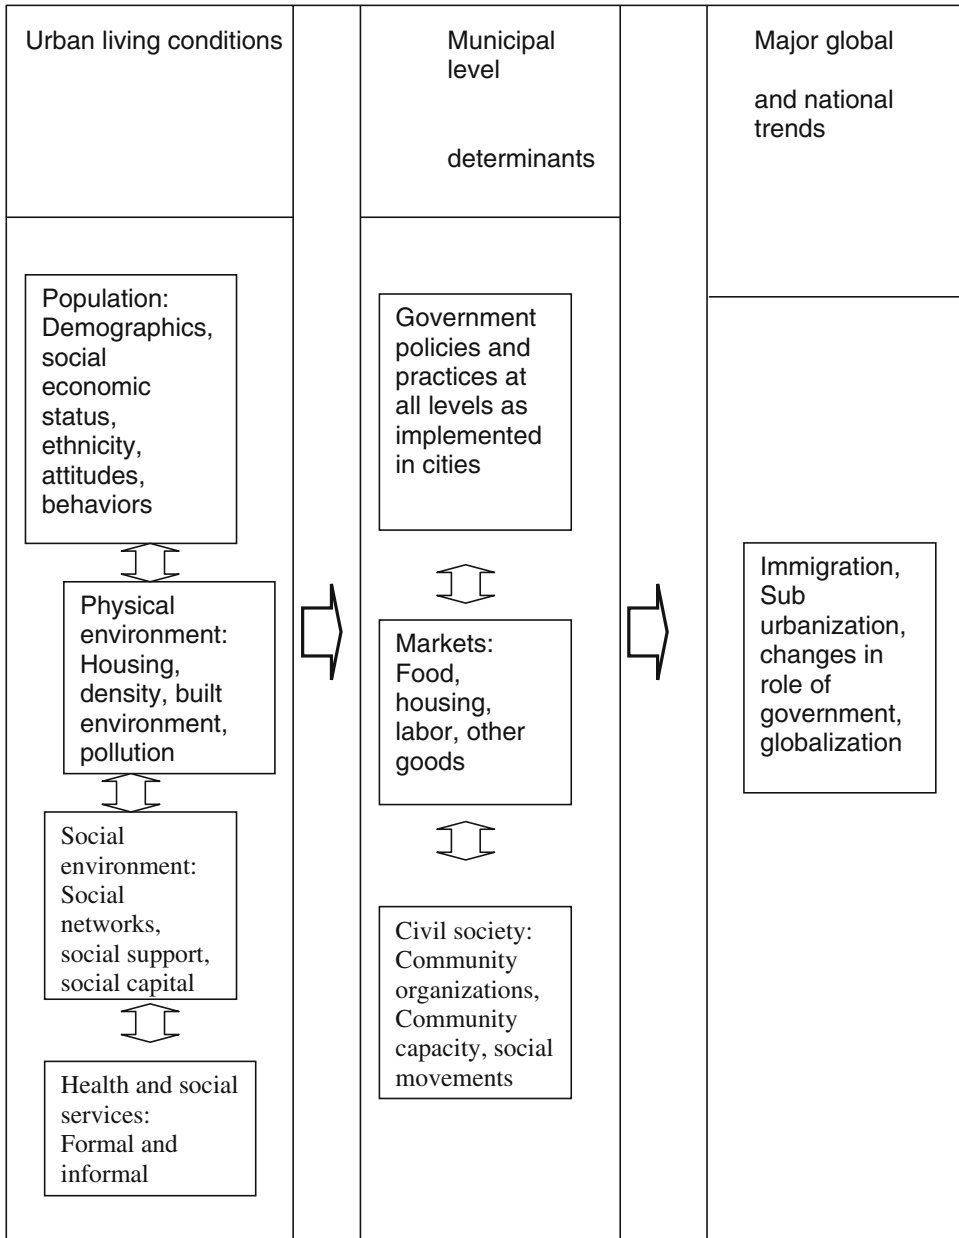 Urban living conditions
Municipal
level
determinants
Major global
and national
trends
Population:
Demographics,
social
economic
status,
ethnicity,
attitudes,
behaviors
Physical
environment:
Housing,
density, built
environment,
pollution
Social
environment:
Social
networks,
social support,
social capital
Health and social
services:
Formal and
informal
Government
policies and
practices at
all levels as
implemented
in cities
Markets:
Food,
housing,
labor, other
goods
Civil society:
Community
organizations,
Community
capacity, social
movements
Immigration,
Sub
urbanization,
changes in
role of
government,
globalization